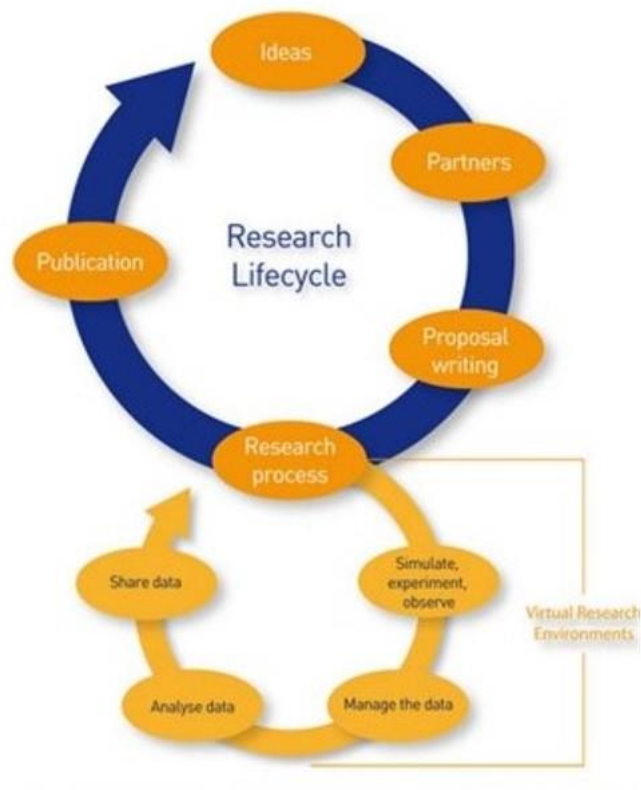 Ideas
Partners
Publication
Research
Lifecycle
Proposal
writing
Research
process
Simulate,
experiment,
observe
Share data
Virtual Research
Environments
Manage the data
Analyse data